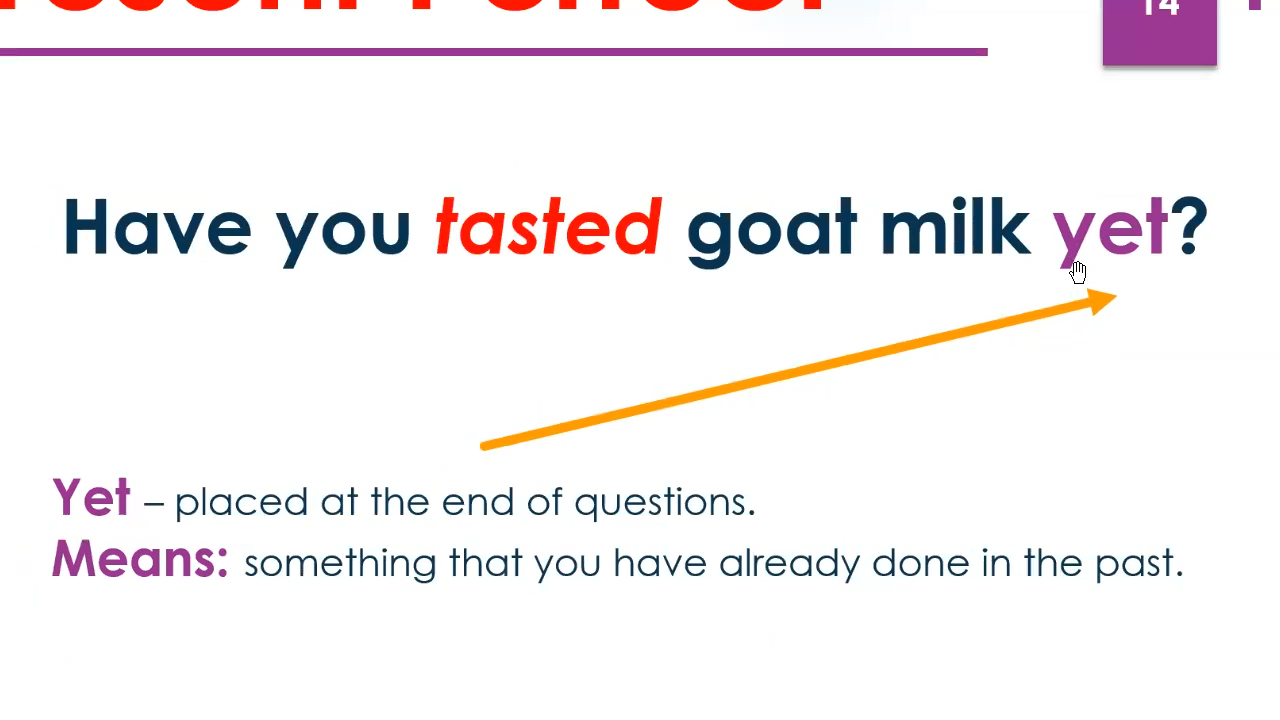 14
Have you tasted goat milk yet?
Yet – placed at the end of questions.
Means: something that you have already done in the past.